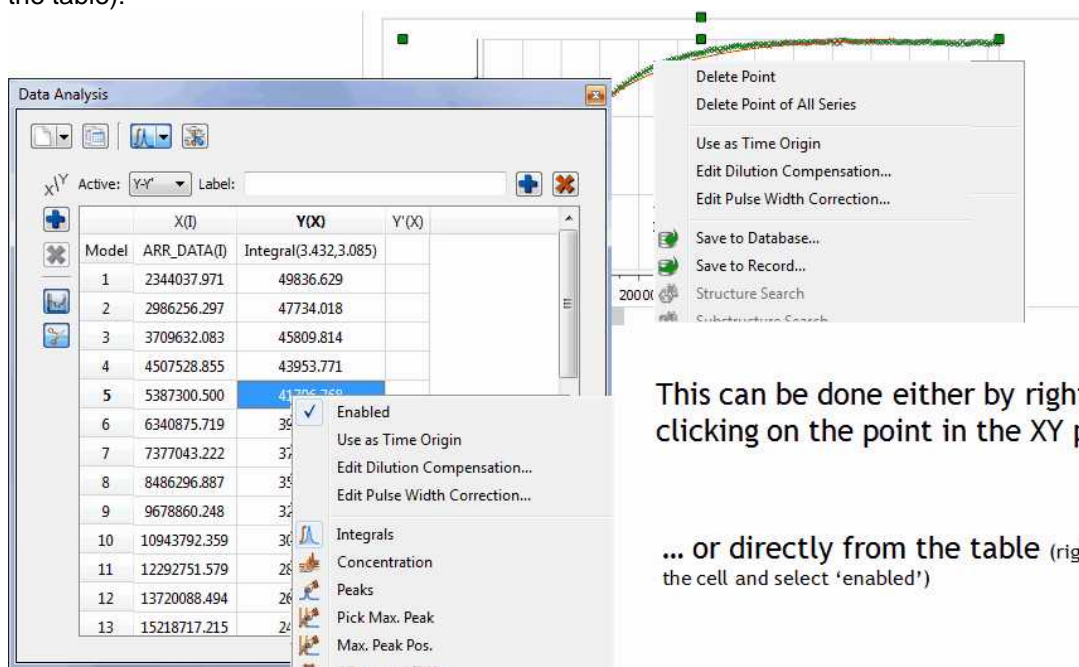 Data Analysis
Active: Y-Y' Label:
X(I) Y(X) Y'(X)
Model ARR_DATA(I) Integral(3.432,3.085)
1 2344037.971 49836.629
2 2986256.297 47734.018
3 3709632.083 45809.814
4 4507528.855 43953.771
5 5387300.500
6 6340875.719
7 7377043.222
8 8486296.887
9 9678860.248
10 10943792.359
11 12292751.579
12 13720088.494
13 15218717.215
Enabled
Use as Time Origin
Edit Dilution Compensation...
Edit Pulse Width Correction...
Integrals
Concentration
Peaks
Pick Max. Peak
Max. Peak Pos.
Delete Point
Delete Point of All Series
Use as Time Origin
Edit Dilution Compensation...
Edit Pulse Width Correction...
Save to Database...
Save to Record...
Structure Search
Substructure Search
This can be done either by right
clicking on the point in the XY p
... or directly from the table (rig
the cell and select ‘enabled’)